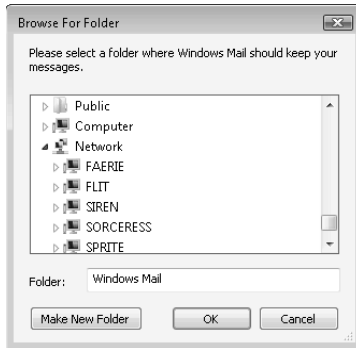 Browse For Folder
Please select a folder where Windows Mail should keep your
messages.
Public
Computer
Network
FAERIE
FLIT
SIREN
SORCERESS
SPRITE
Folder: Windows Mail
Make New Folder OK Cancel